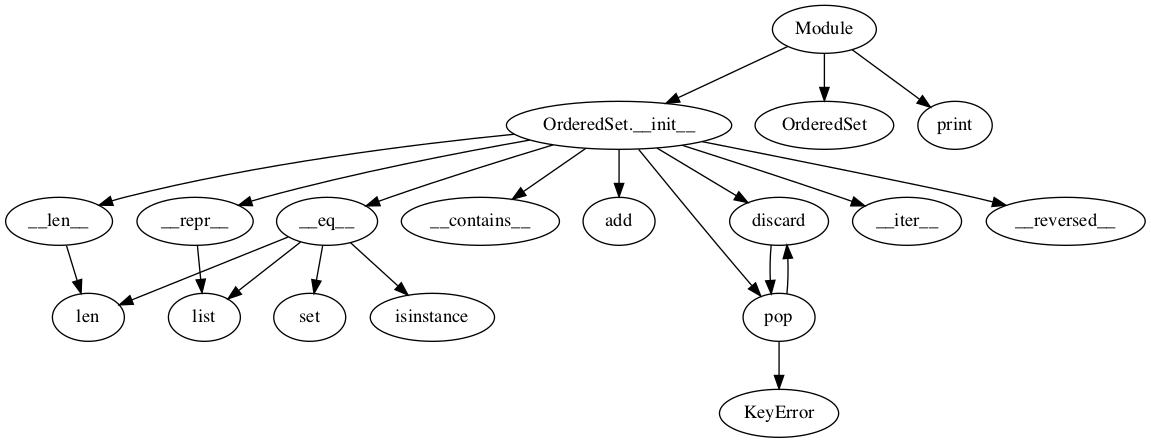 Module
OrderedSet.__init__
OrderedSet
print
__len__
__repr__
__eq__
__contains__
add
discard
__iter__
__reversed__
len
list
set
isinstance
pop
KeyError